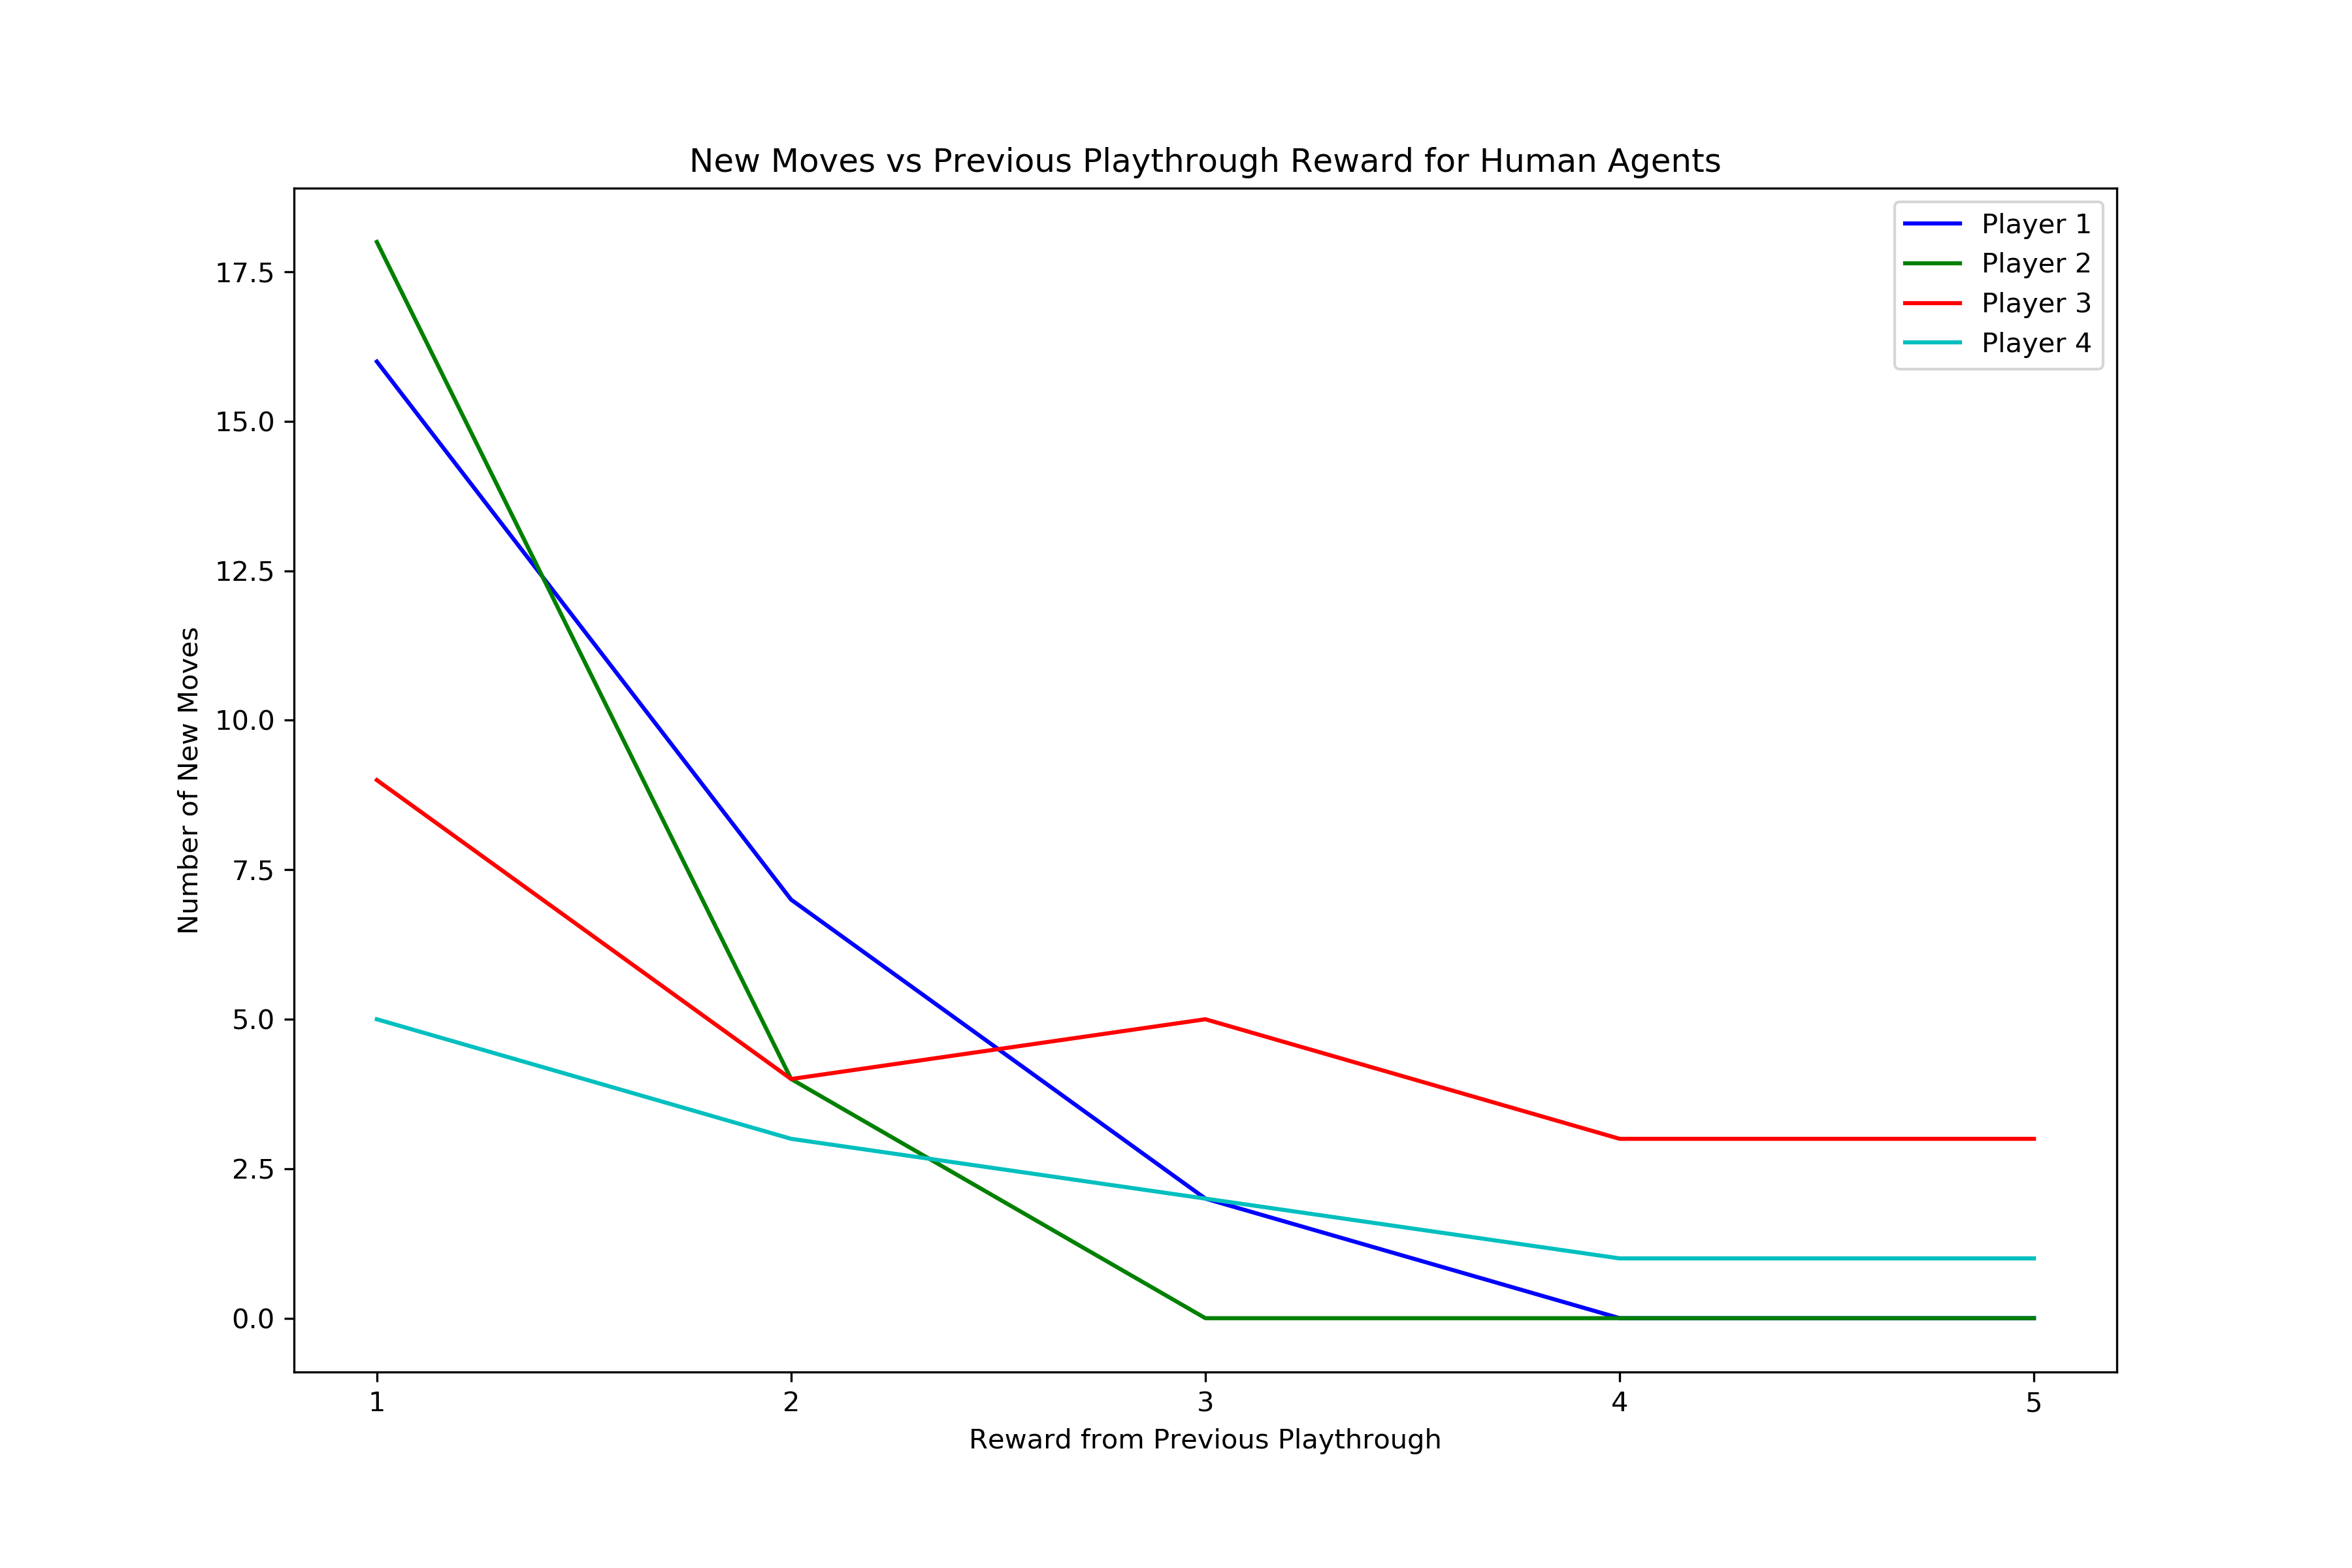 New Moves vs Previous Playthrough Reward for Human Agents
Player 1
Player 2
Player 3
Player 4
17.5
15.0
12.5
10.0
7.5
5.0
2.5
0.0
Number of New Moves
1 2 3 4 5
Reward from Previous Playthrough